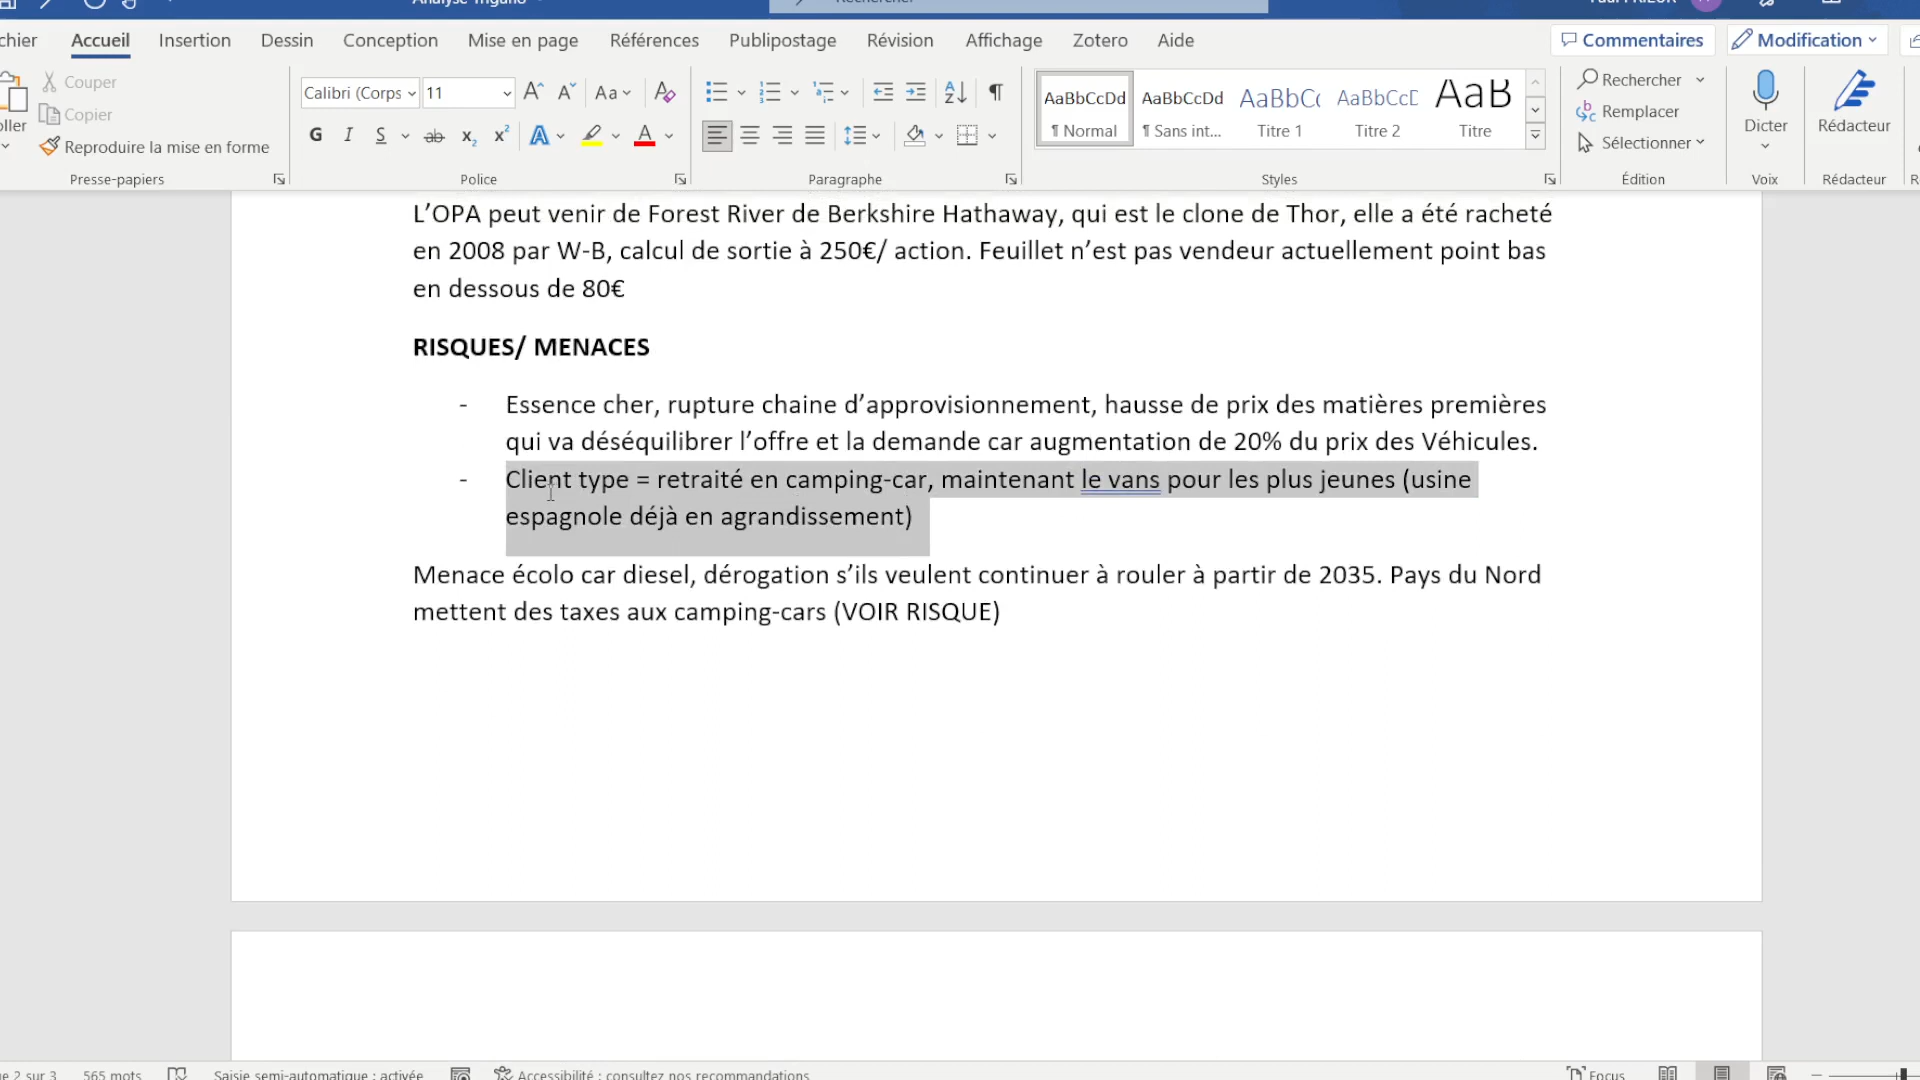 chier Accueil Insertion Dessin Conception Mise en page Références Publipostage Révision Affichage Zotero Aide Commentaires Modification
Couper
Copier
Reproduire la mise en forme
Presse-papiers
Calibri (Corps 11
G I S ab x₂ x² A A
Police
Paragraphe
AaBbCcDd AaBbCcDd AaBbCc AaBbCcD AaB
¶ Normal ¶ Sans int... Titre 1 Titre 2 Titre
Styles
Rechercher
Remplacer
Sélectionner
Édition
Dicter
Voix
Rédacteur
Rédacteur
L’OPA peut venir de Forest River de Berkshire Hathaway, qui est le clone de Thor, elle a été racheté
en 2008 par W-B, calcul de sortie à 250€/ action. Feuillet n’est pas vendeur actuellement point bas
en dessous de 80€
RISQUES/ MENACES
- Essence cher, rupture chaine d’approvisionnement, hausse de prix des matières premières
qui va déséquilibrer l’offre et la demande car augmentation de 20% du prix des Véhicules.
- Client type = retraité en camping-car, maintenant le vans pour les plus jeunes (usine
espagnole déjà en agrandissement)
Menace écolo car diesel, dérogation s’ils veulent continuer à rouler à partir de 2035. Pays du Nord
mettent des taxes aux camping-cars (VOIR RISQUE)
ge 2 sur 3 565 mots Saisie semi-automatique : activée Accessibilité : consultez nos recommandations Focus